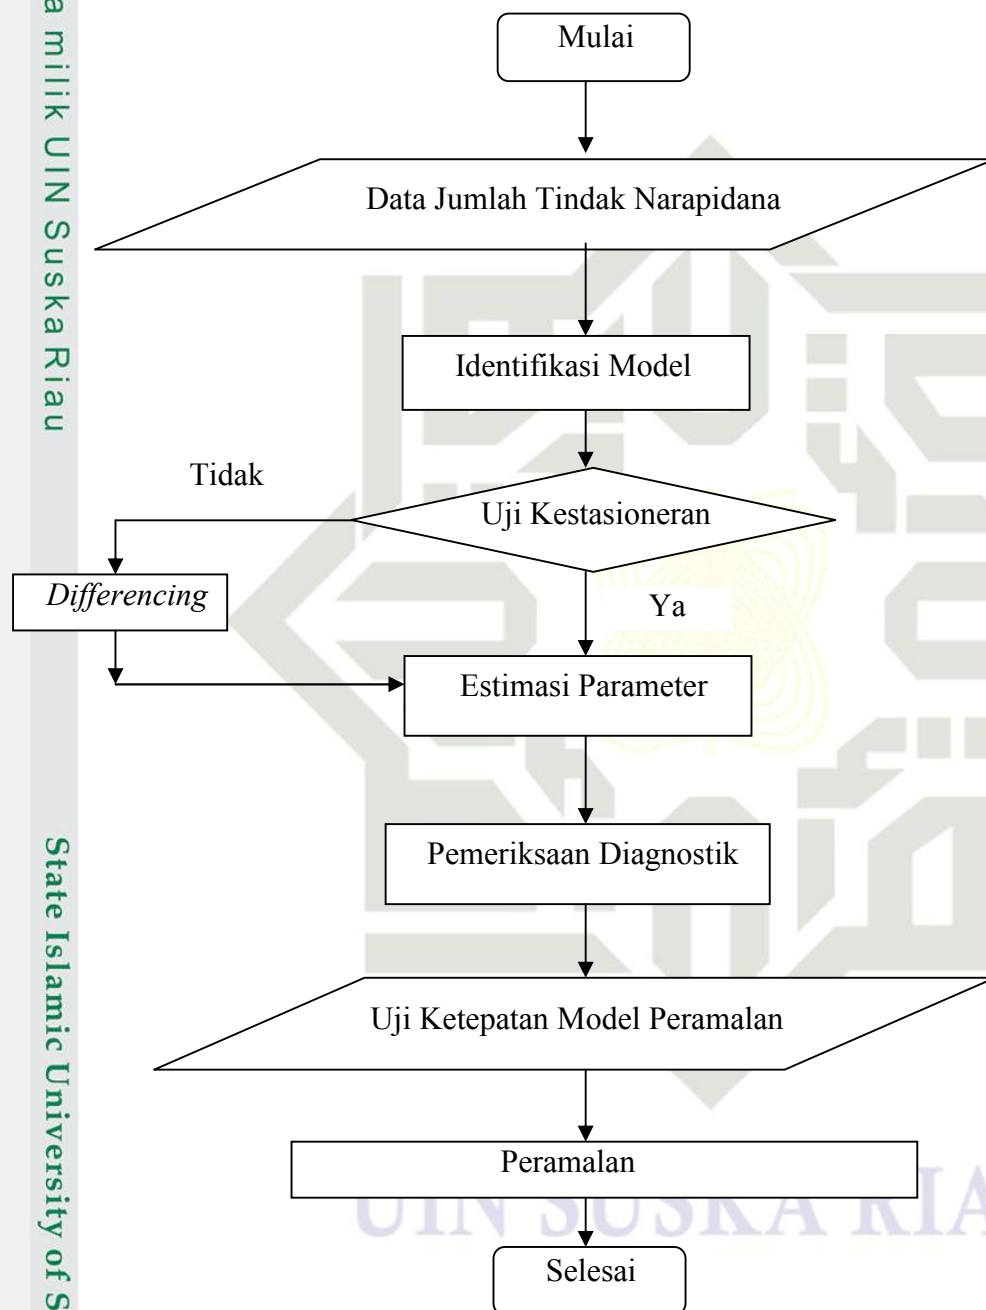 Mulai
Data Jumlah Tindak Narapidana
Identifikasi Model
Tidak
Uji Kestasioneran
Differencing
Ya
Estimasi Parameter
Pemeriksaan Diagnostik
Uji Ketepatan Model Peramalan
Peramalan
Selesai
milik UIN Suska Riau
State Islamic University of
UIN SUSKA